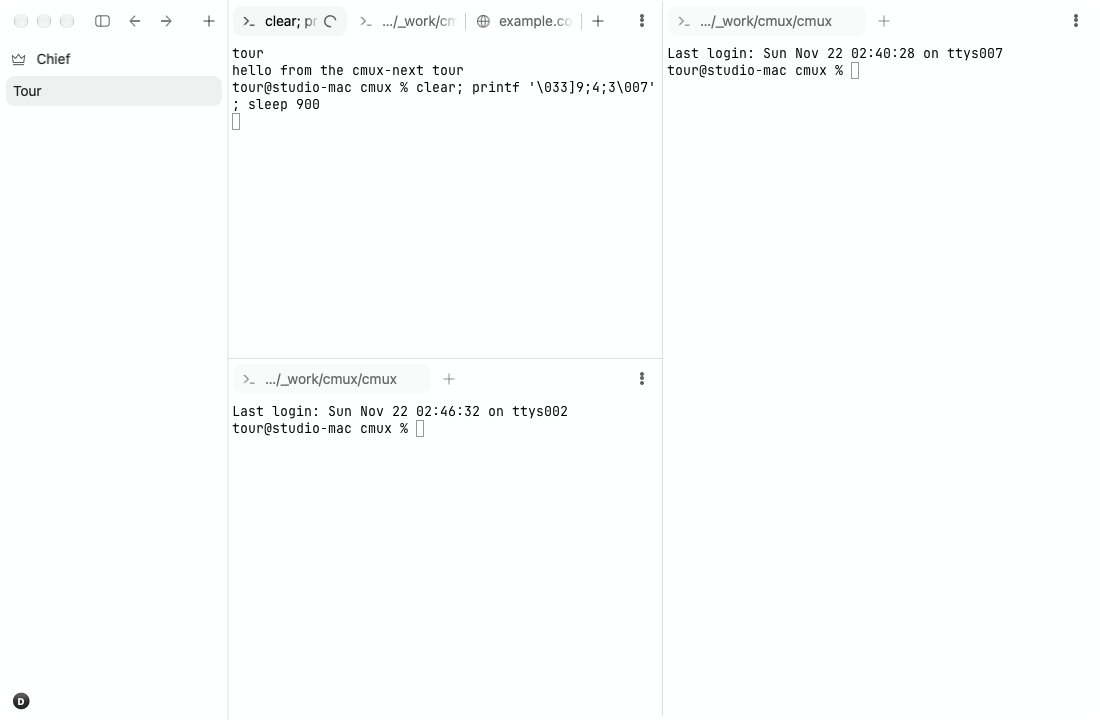 Chief
Tour
clear; pr
.../_work/cm
example.co
tour
hello from the cmux-next tour
tour@studio-mac cmux % clear; printf '\033]9;4;3\007'
; sleep 900
.../_work/cmux/cmux
Last login: Sun Nov 22 02:46:32 on ttys002
tour@studio-mac cmux %
.../_work/cmux/cmux
Last login: Sun Nov 22 02:40:28 on ttys007
tour@studio-mac cmux %
D